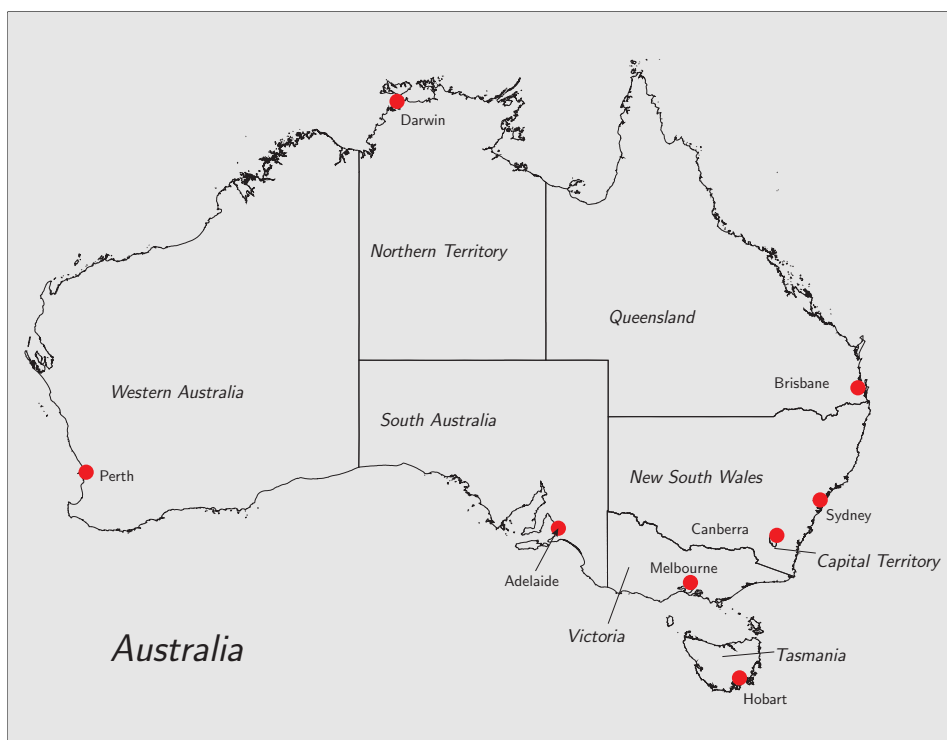 Darwin
Northern Territory
Queensland
Western Australia
Brisbane
South Australia
Perth
New South Wales
Sydney
Canberra
Capital Territory
Adelaide
Melbourne
Victoria
Australia
Tasmania
Hobart